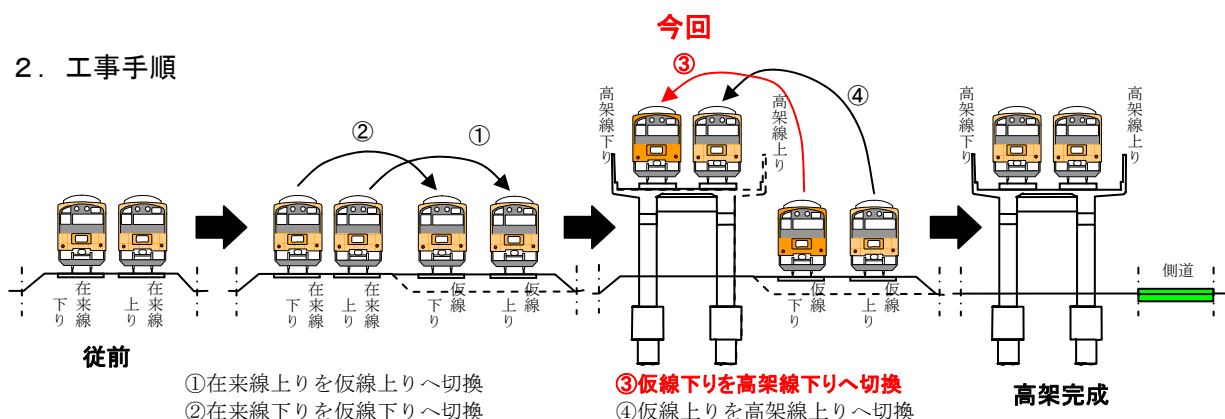 今回
2. 工事手順
②
①
③
④
高架線下り
高架線上り
高架線下り
高架線上り
在来線下り
在来線上り
在来線下り
在来線上り
仮線下り
仮線上り
仮線下り
仮線上り
側道
従前
高架完成
①在来線上りを仮線上りへ切換
②在来線下りを仮線下りへ切換
③仮線下りを高架線下りへ切換
④仮線上りを高架線上りへ切換